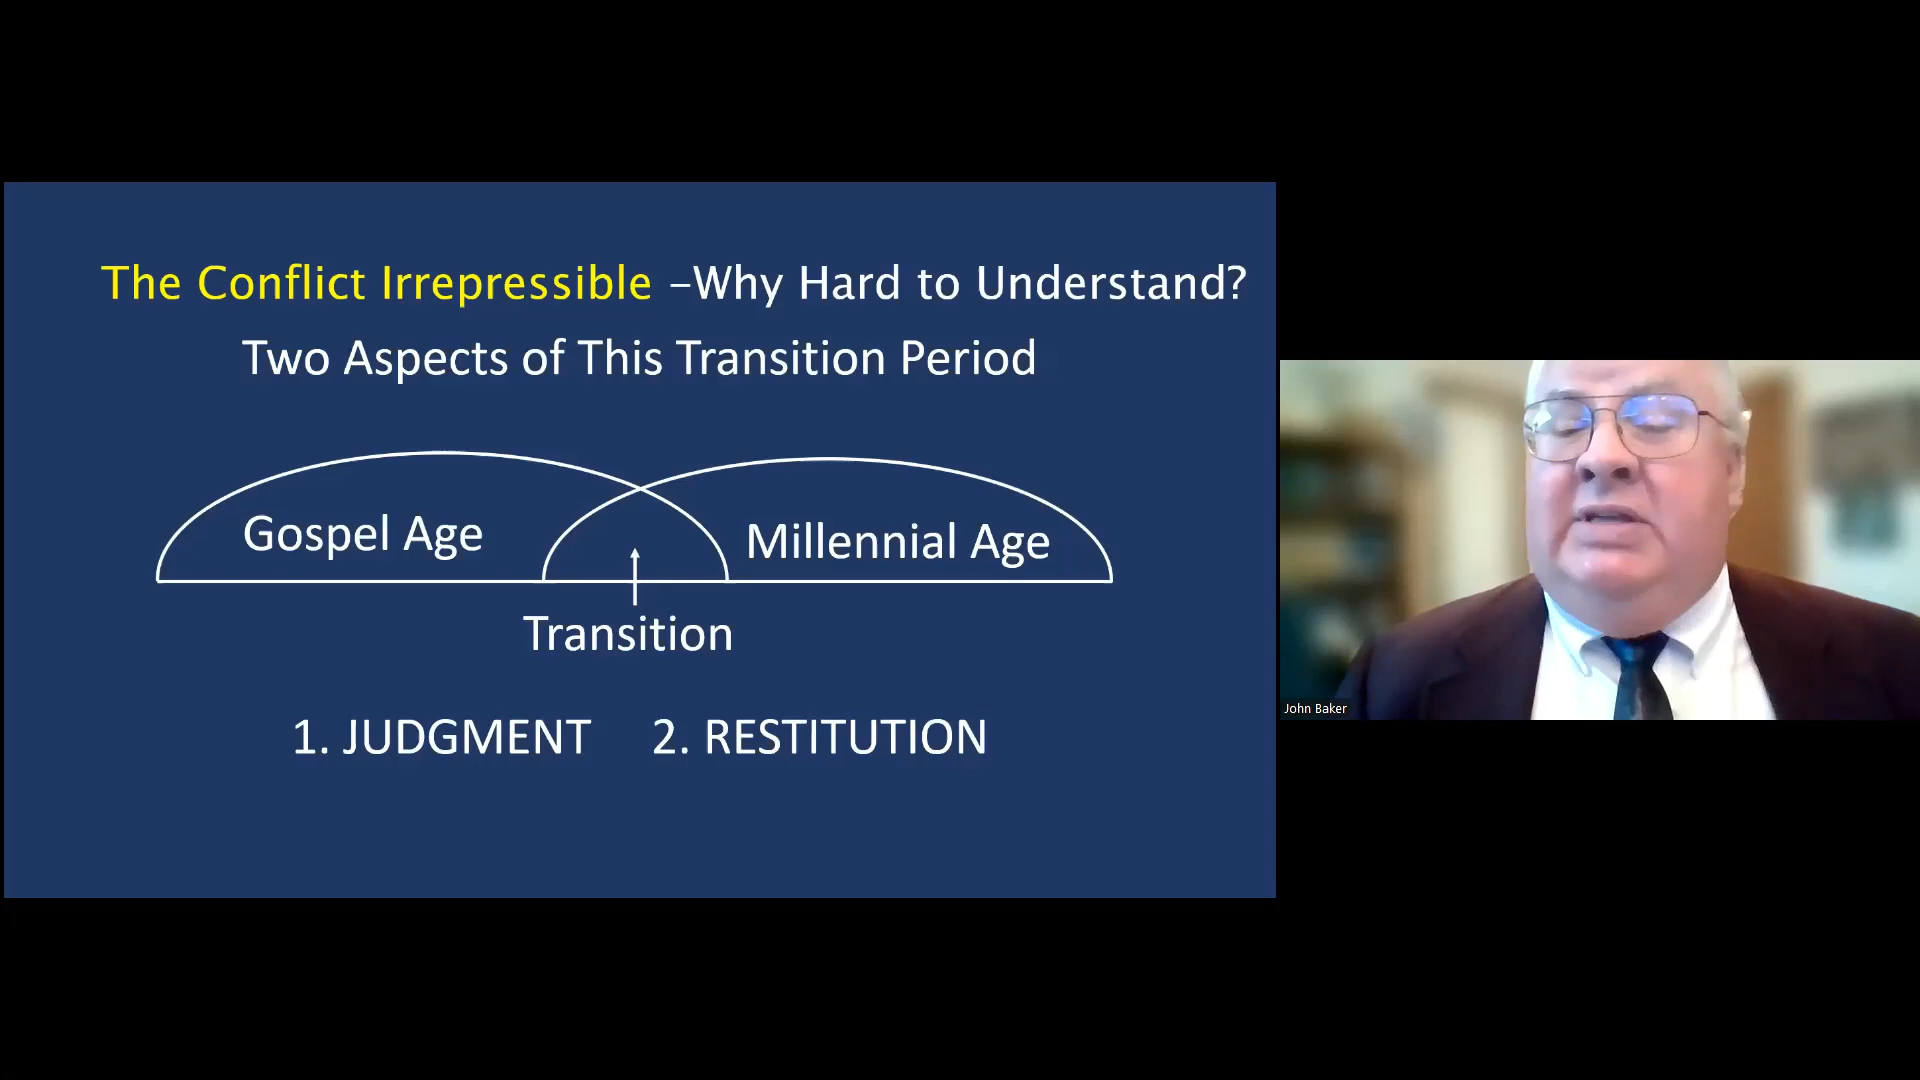 The Conflict Irrepressible –Why Hard to Understand?
Two Aspects of This Transition Period
Gospel Age
Millennial Age
Transition
1. JUDGMENT 2. RESTITUTION
John Baker